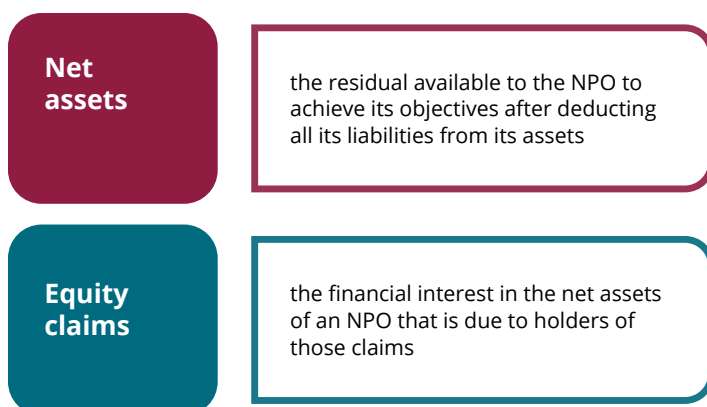 Net
assets
the residual available to the NPO to
achieve its objectives after deducting
all its liabilities from its assets
Equity
claims
the financial interest in the net assets
of an NPO that is due to holders of
those claims